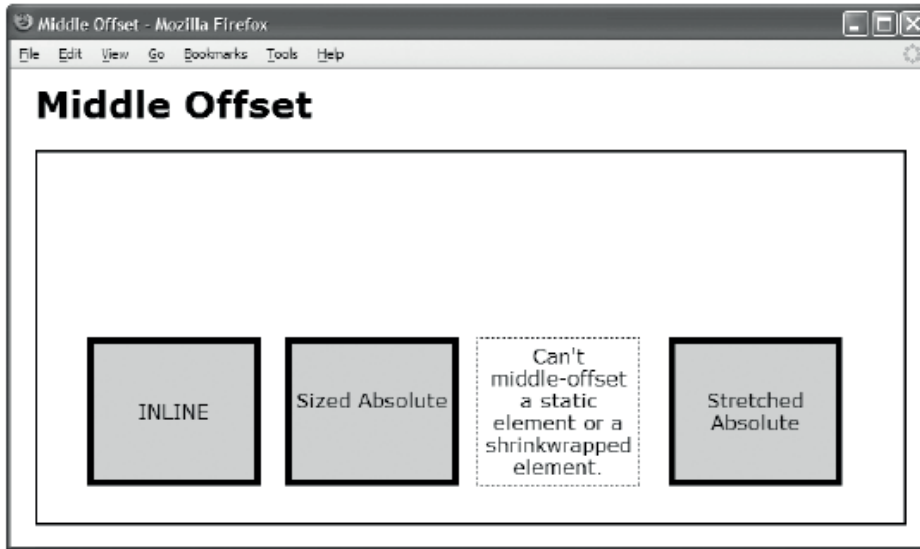 Middle Offset - Mozilla Firefox
File Edit View Go Bookmarks Tools Help
Middle Offset
INLINE
Sized Absolute
Can't
middle-offset
a static
element or a
shrinkwrapped
element.
Stretched
Absolute